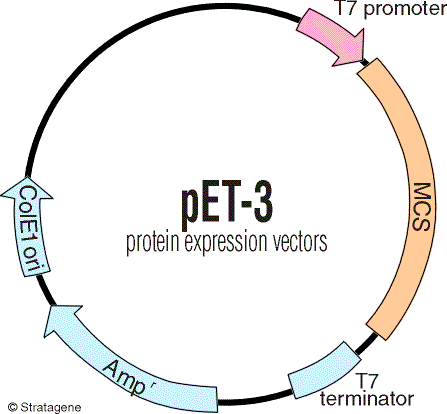 T7 promoter
MCS
pET-3
protein expression vectors
ColE1 ori
Amp r
T7
terminator
© Stratagene